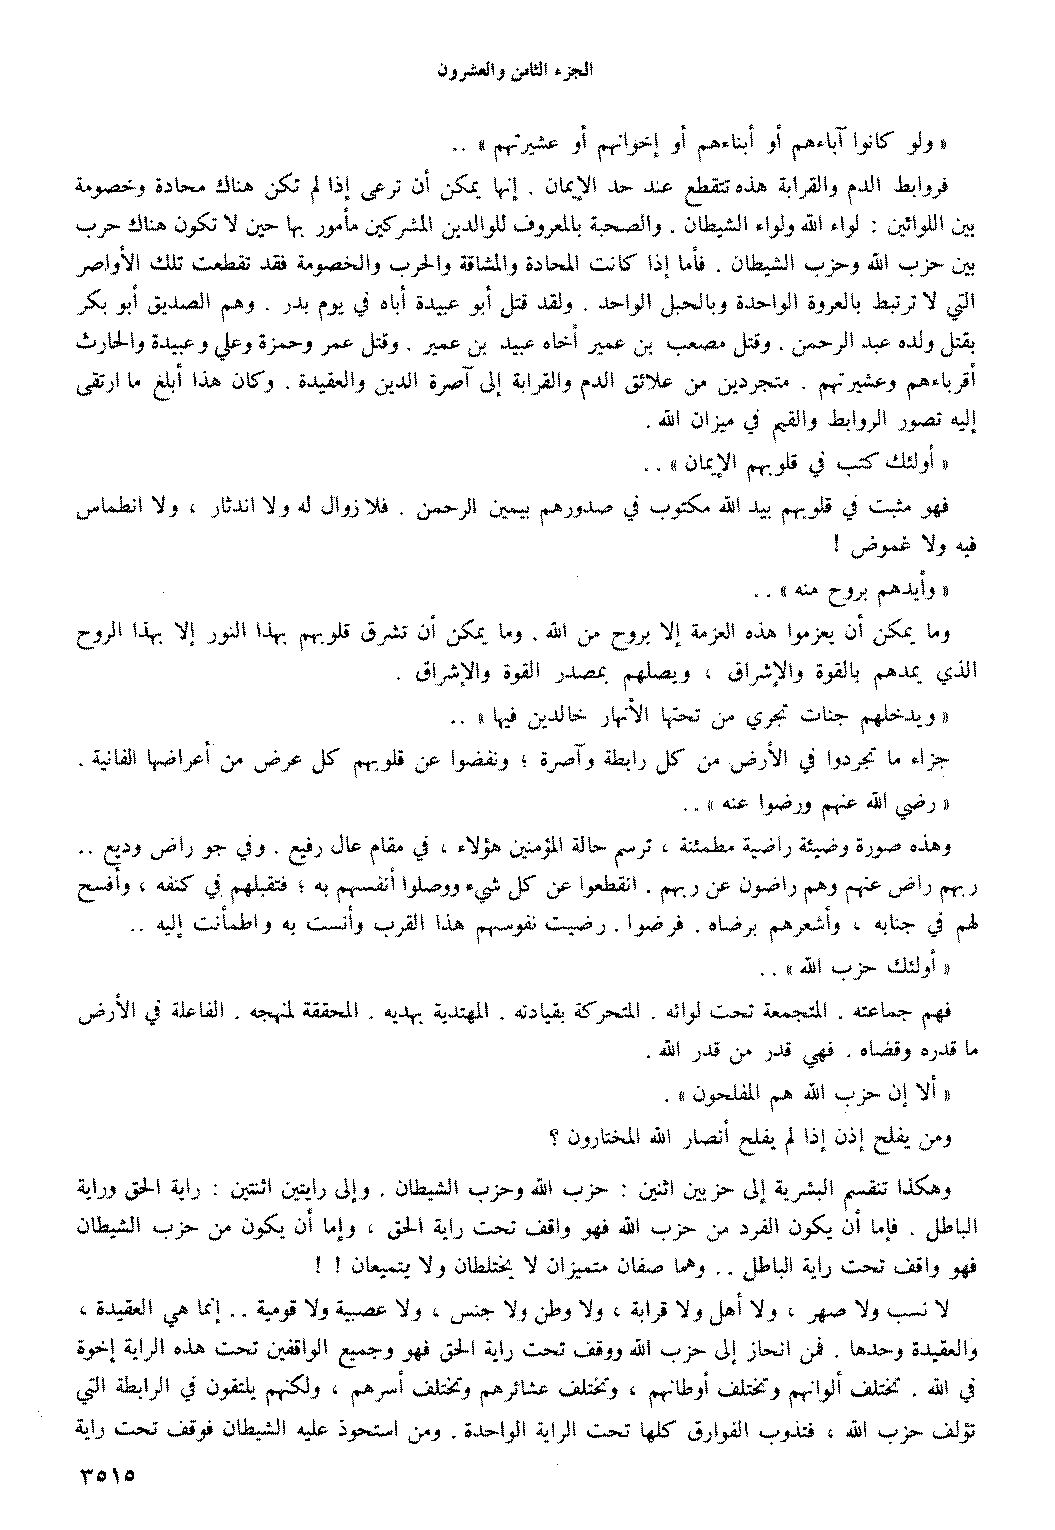 الجزء الثامن والعشرون
« ولو كانوا آباءهم أو أبناءهم أو إخوانهم أو عشيرتهم » ..
فروابط الدم والقرابة هذه تتقطع عند حد الإيمان . إنها يمكن أن ترعى إذا لم تكن هناك محادة وخصومة
بين اللوائين : لواء الله ولواء الشيطان . والصحبة بالمعروف للوالدين المشركين مأمور بها حين لا تكون هناك حرب
بين حزب الله وحزب الشيطان . فأما إذا كانت المحادة والمشاقة والحرب والخصومة فقد تقطعت تلك الأواصر
التي لا ترتبط بالعروة الواحدة وبالحبل الواحد . ولقد قتل أبو عبيدة أباه في يوم بدر . وهم الصديق أبو بكر
بقتل ولده عبد الرحمن . وقتل مصعب بن عمير أخاه عبيد بن عمير . وقتل عمر وحمزة وعلي وعبيدة والحارث
أقرباءهم وعشيرتهم . متجردين من علائق الدم والقرابة إلى آصرة الدين والعقيدة . وكان هذا أبلغ ما ارتقى
إليه تصور الروابط والقيم في ميزان الله .
« أولئك كتب في قلوبهم الإيمان » ..
فهو مثبت في قلوبهم بيد الله مكتوب في صدورهم بيمين الرحمن . فلا زوال له ولا اندثار ، ولا انطماس
فيه ولا غموض !
« وأيدهم بروح منه » ..
وما يمكن أن يعزموا هذه العزمة إلا بروح من الله . وما يمكن أن تشرق قلوبهم بهذا النور إلا بهذا الروح
الذي يمدهم بالقوة والإشراق ، ويصلهم بمصدر القوة والإشراق .
« ويدخلهم جنات تجري من تحتها الأنهار خالدين فيها » ..
جزاء ما تجردوا في الأرض من كل رابطة وآصرة ؛ ونفضوا عن قلوبهم كل عرض من أعراضها الفانية .
« رضي الله عنهم ورضوا عنه » ..
وهذه صورة وضيئة راضية مطمئنة ، ترسم حالة المؤمنين هؤلاء ، في مقام عال رفيع . وفي جو راض وديع ..
ربهم راض عنهم وهم راضون عن ربهم . انقطعوا عن كل شيء ووصلوا أنفسهم به ؛ فتقبلهم في كنفه ، وأفسح
لهم في جنابه ، وأشعرهم برضاه . فرضوا . رضيت نفوسهم هذا القرب وأنست به واطمأنت إليه ..
« أولئك حزب الله » ..
فهم جماعته . المتجمعة تحت لوائه . المتحركة بقيادته . المهتدية بهديه . المحققة لمنهجه . الفاعلة في الأرض
ما قدره وقضاه . فهي قدر من قدر الله .
« ألا إن حزب الله هم المفلحون » .
ومن يفلح إذن إذا لم يفلح أنصار الله المختارون ؟
وهكذا تنقسم البشرية إلى حزبين اثنين : حزب الله وحزب الشيطان . وإلى رايتين اثنتين : راية الحق وراية
الباطل . فإما أن يكون الفرد من حزب الله فهو واقف تحت راية الحق ، وإما أن يكون من حزب الشيطان
فهو واقف تحت راية الباطل .. وهما صفان متميزان لا يختلطان ولا يتميعان ! !
لا نسب ولا صهر ، ولا أهل ولا قرابة ، ولا وطن ولا جنس ، ولا عصبية ولا قومية .. إنما هي العقيدة ،
والعقيدة وحدها . فمن انحاز إلى حزب الله ووقف تحت راية الحق فهو وجميع الواقفين تحت هذه الراية إخوة
في الله . تختلف ألوانهم وتختلف أوطانهم ، وتختلف عشائرهم وتختلف أسرهم ، ولكنهم يلتقون في الرابطة التي
تؤلف حزب الله ، فتذوب الفوارق كلها تحت الراية الواحدة . ومن استحوذ عليه الشيطان فوقف تحت راية
٣٥١٥